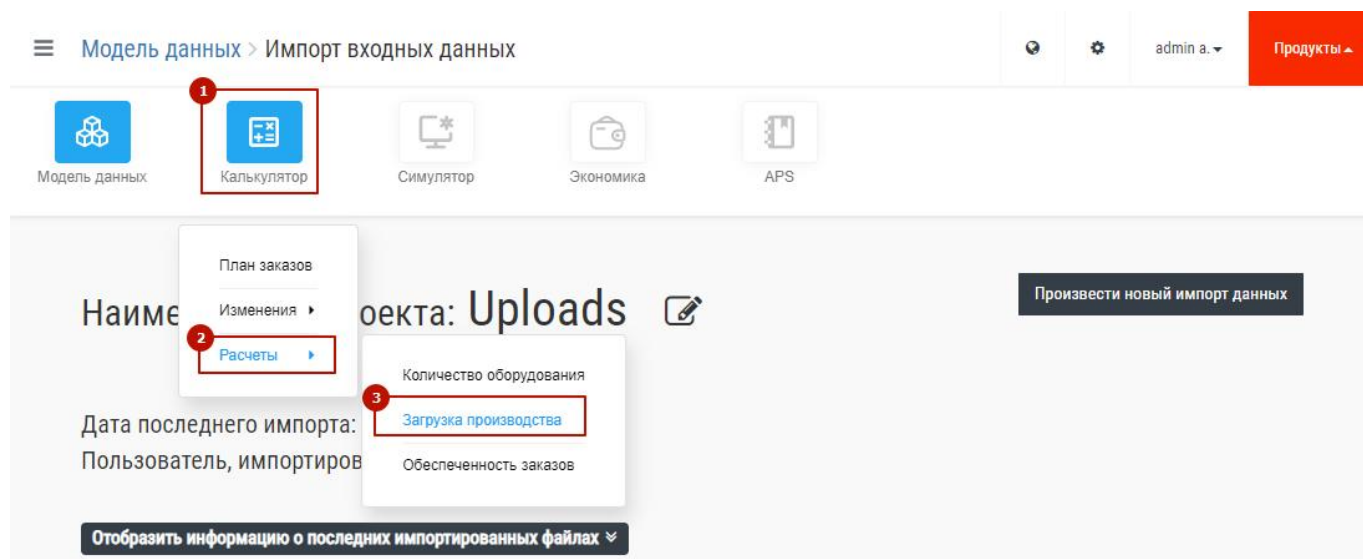 Модель данных > Импорт входных данных
admin a.
Продукты
1
Модель данных
Калькулятор
Симулятор
Экономика
APS
План заказов
Изменения
2
Расчеты
Наиме оекта: Uploads
Произвести новый импорт данных
Количество оборудования
3
Загрузка производства
Обеспеченность заказов
Дата последнего импорта:
Пользователь, импортиров
Отобразить информацию о последних импортированных файлах